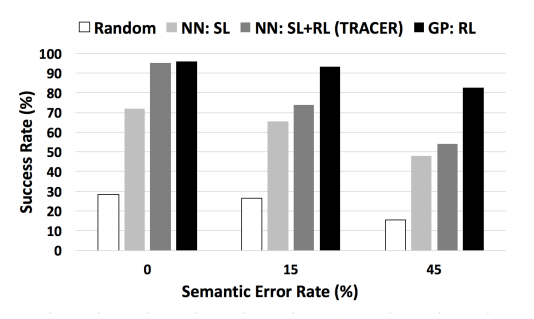 Random NN: SL NN: SL+RL (TRACER) GP: RL
100
90
80
70
60
50
40
30
20
10
0
Success Rate (%)
0 15 45
Semantic Error Rate (%)